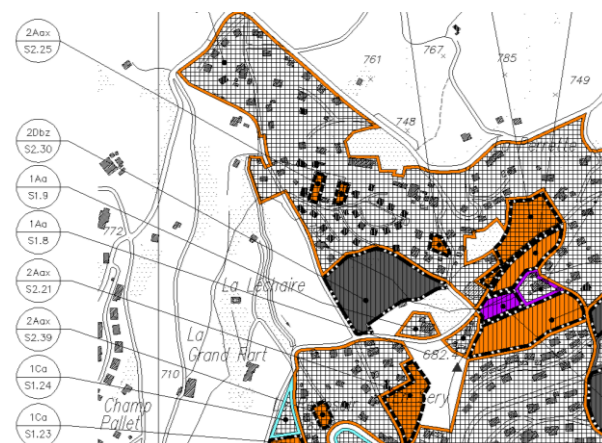 2Aax
S2.25
2Dbz
S2.30
1Aa
S1.9
1Aa
S1.8
2Aax
S2.21
2Aax
S2.39
1Ca
S1.24
1Ca
S1.23
761
767
785
749
748
772
La Léchaire
La
Grand Part
682.4
710
Champ
Pallet